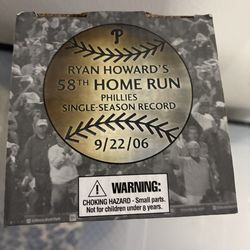 P
RYAN HOWARD'S
58TH HOME RUN
PHILLIES
SINGLE-SEASON RECORD
9/22/06
WARNING:
CHOKING HAZARD - Small parts.
Not for children under 8 years.